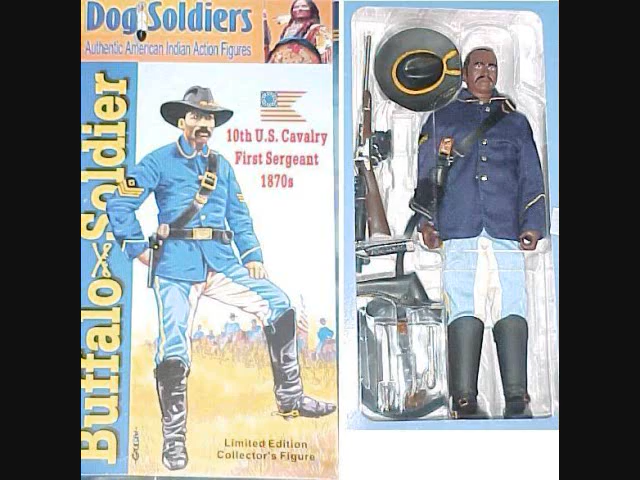 Dog Soldiers
Authentic American Indian Action Figures
Buffalo Soldier
10th U.S. Cavalry
First Sergeant
1870s
Limited Edition
Collector's Figure